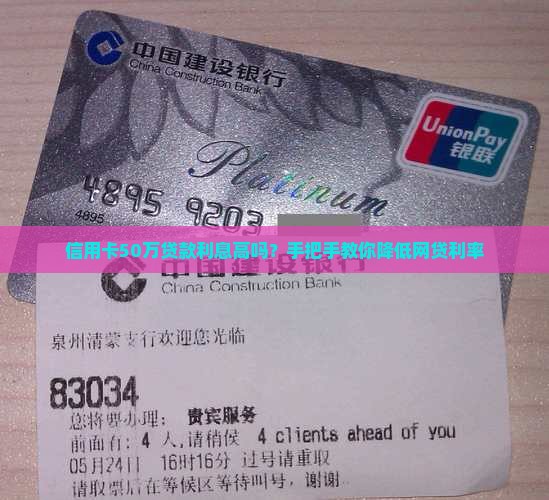 中国建设银行
China Construction Bank
UnionPay
银联
Platinum
4895 9203
4895
信用卡50万贷款利息高吗？手把手教你降低网贷利率
中国建设银行
China Construction Bank
泉州清蒙支行欢迎您光临
83034
您将要办理： 贵宾服务
前面有: 4 人,请稍侯 4 clients ahead of you
05月24日 16时16分 过号请重取
请取票后在等候区等待叫号，谢谢